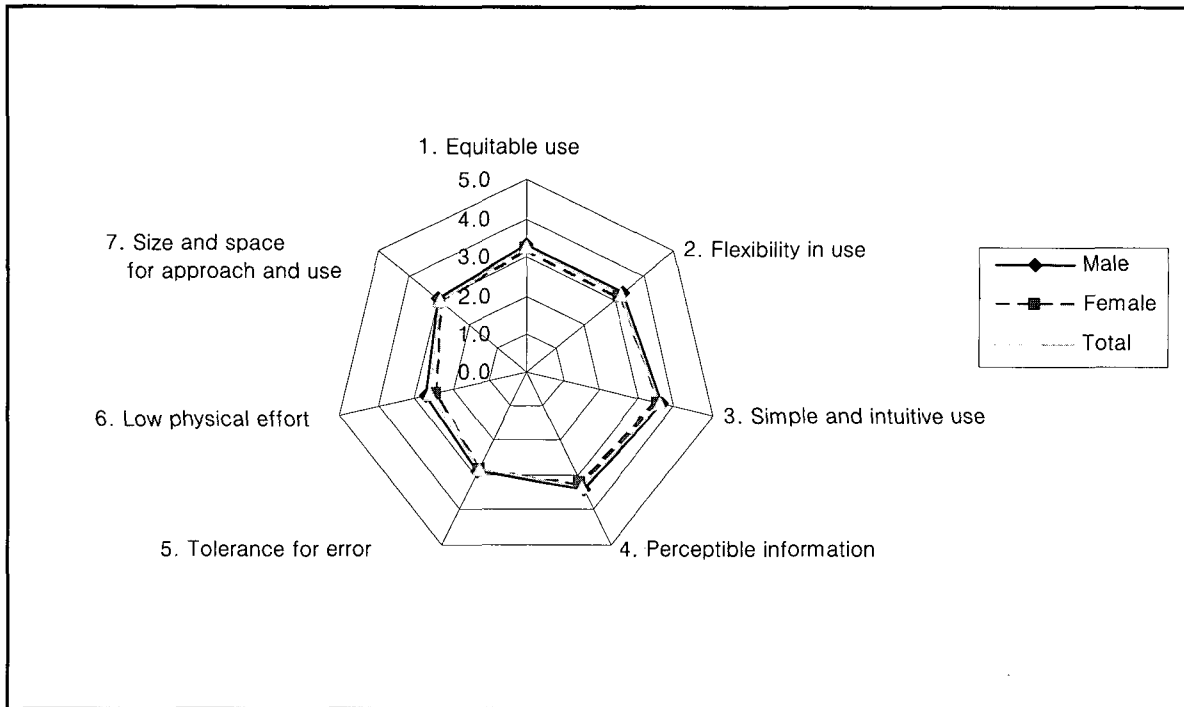 1. Equitable use
5.0
4.0
3.0
2.0
1.0
0.0
2. Flexibility in use
3. Simple and intuitive use
4. Perceptible information
5. Tolerance for error
6. Low physical effort
7. Size and space
for approach and use
Male
Female
Total